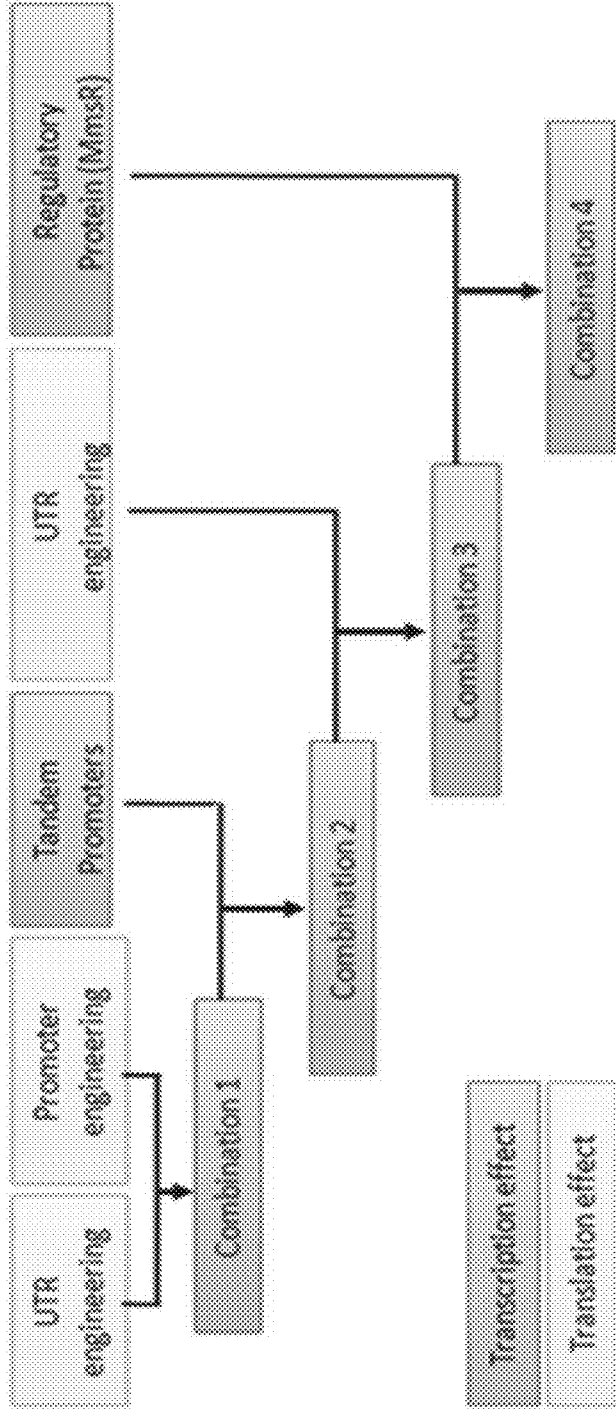 UTR
engineering
Promoter
engineering
Tandem
Promoters
UTR
engineering
Regulatory
Protein (MmsR)
Combination 1
Combination 2
Combination 3
Combination 4
Transcription effect
Translation effect